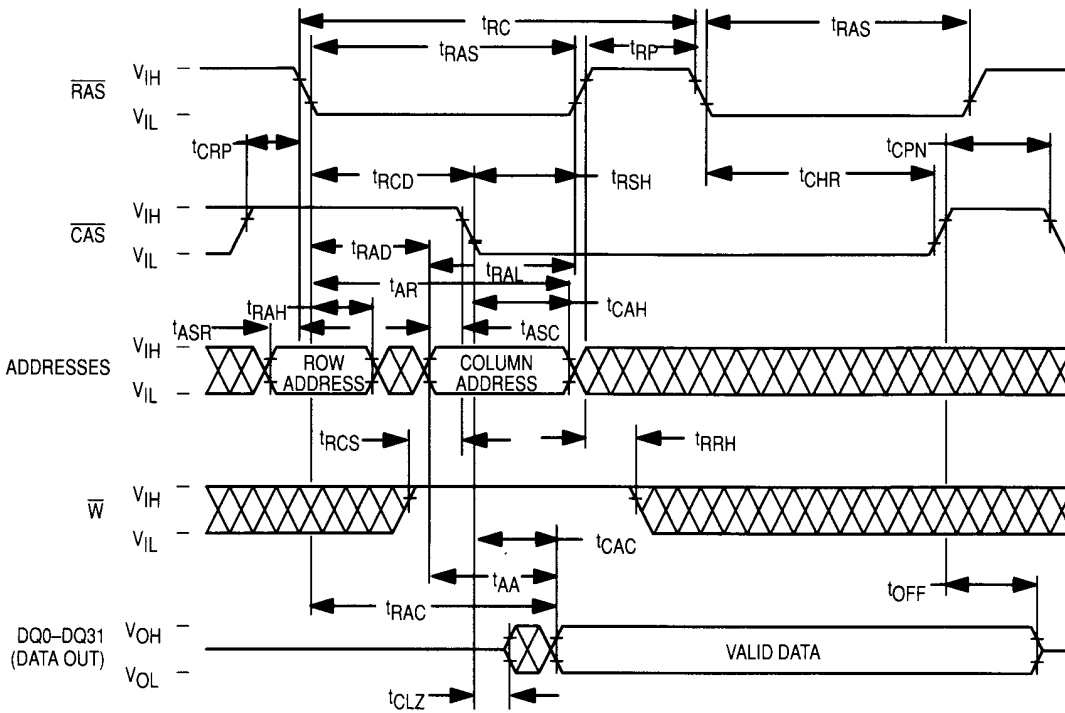 tRC
tRAS
tRP
tRAS
RAS
VIH
VIL
tCRP
tCPN
tRCD
tRSH
tCHR
CAS
VIH
VIL
tRAD
tRAL
tAR
tRAH
tCAH
tASR
tASC
ADDRESSES
VIH
VIL
ROW
ADDRESS
COLUMN
ADDRESS
tRCS
tRRH
W
VIH
VIL
tCAC
tAA
tOFF
tRAC
DQ0–DQ31
(DATA OUT)
VOH
VOL
VALID DATA
tCLZ